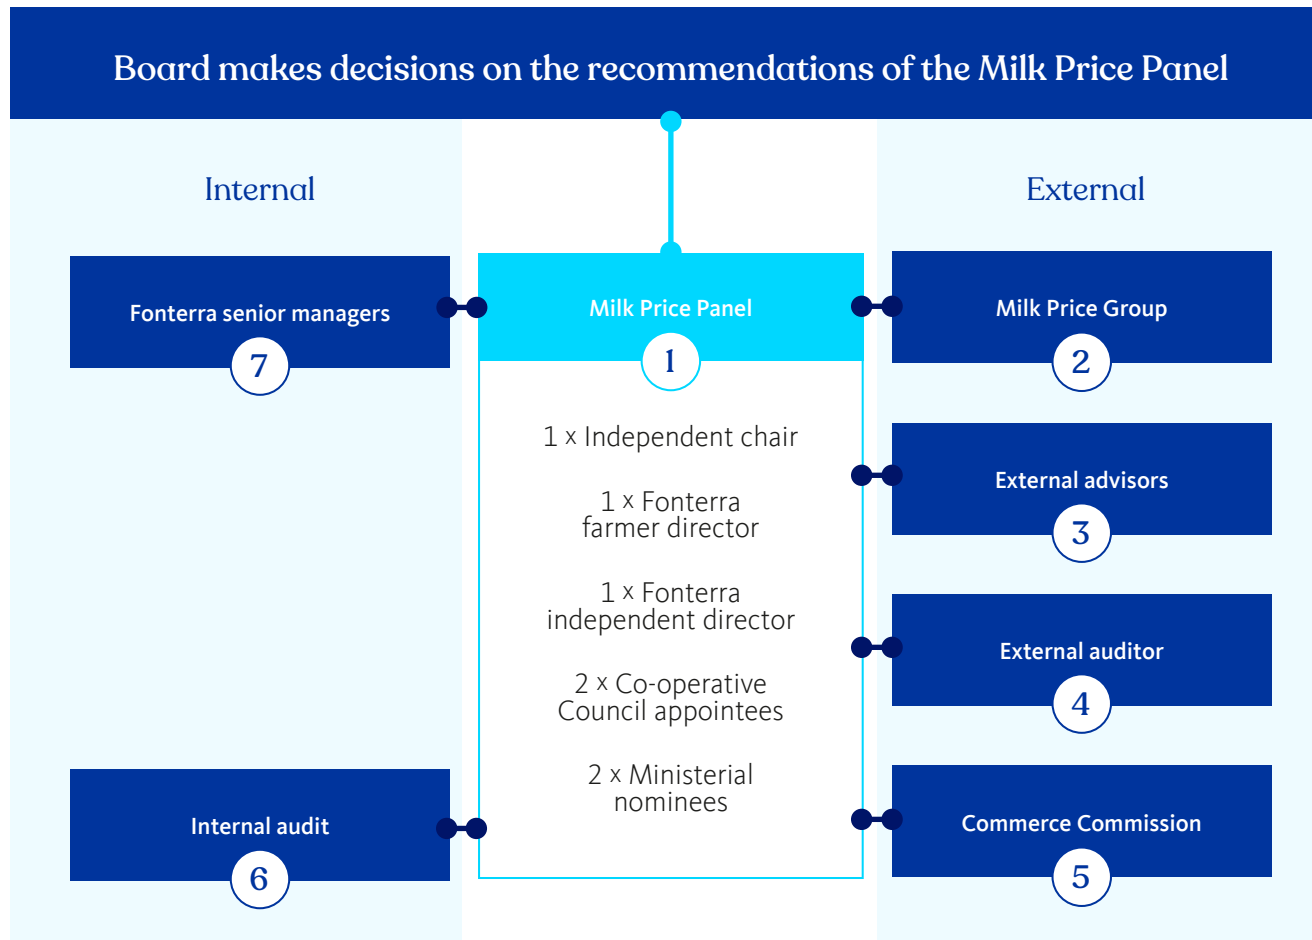 Board makes decisions on the recommendations of the Milk Price Panel
Internal
External
Fonterra senior managers
7
Milk Price Panel
1
Milk Price Group
2
1 x Independent chair
1 x Fonterra
farmer director
1 x Fonterra
independent director
2 x Co-operative
Council appointees
2 x Ministerial
nominees
External advisors
3
External auditor
4
Internal audit
6
Commerce Commission
5